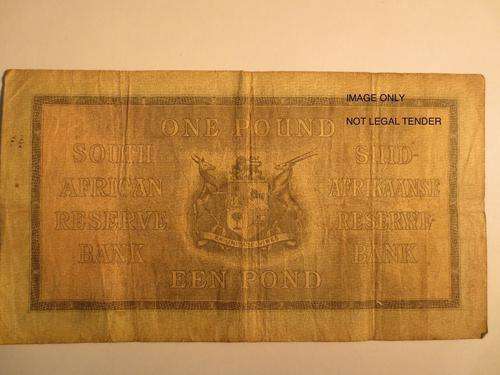 IMAGE ONLY
NOT LEGAL TENDER
ONE POUND
SOUTH
AFRICAN
RESERVE
BANK
SUID-
AFRIKAANSE
RESERWE-
BANK
EEN POND